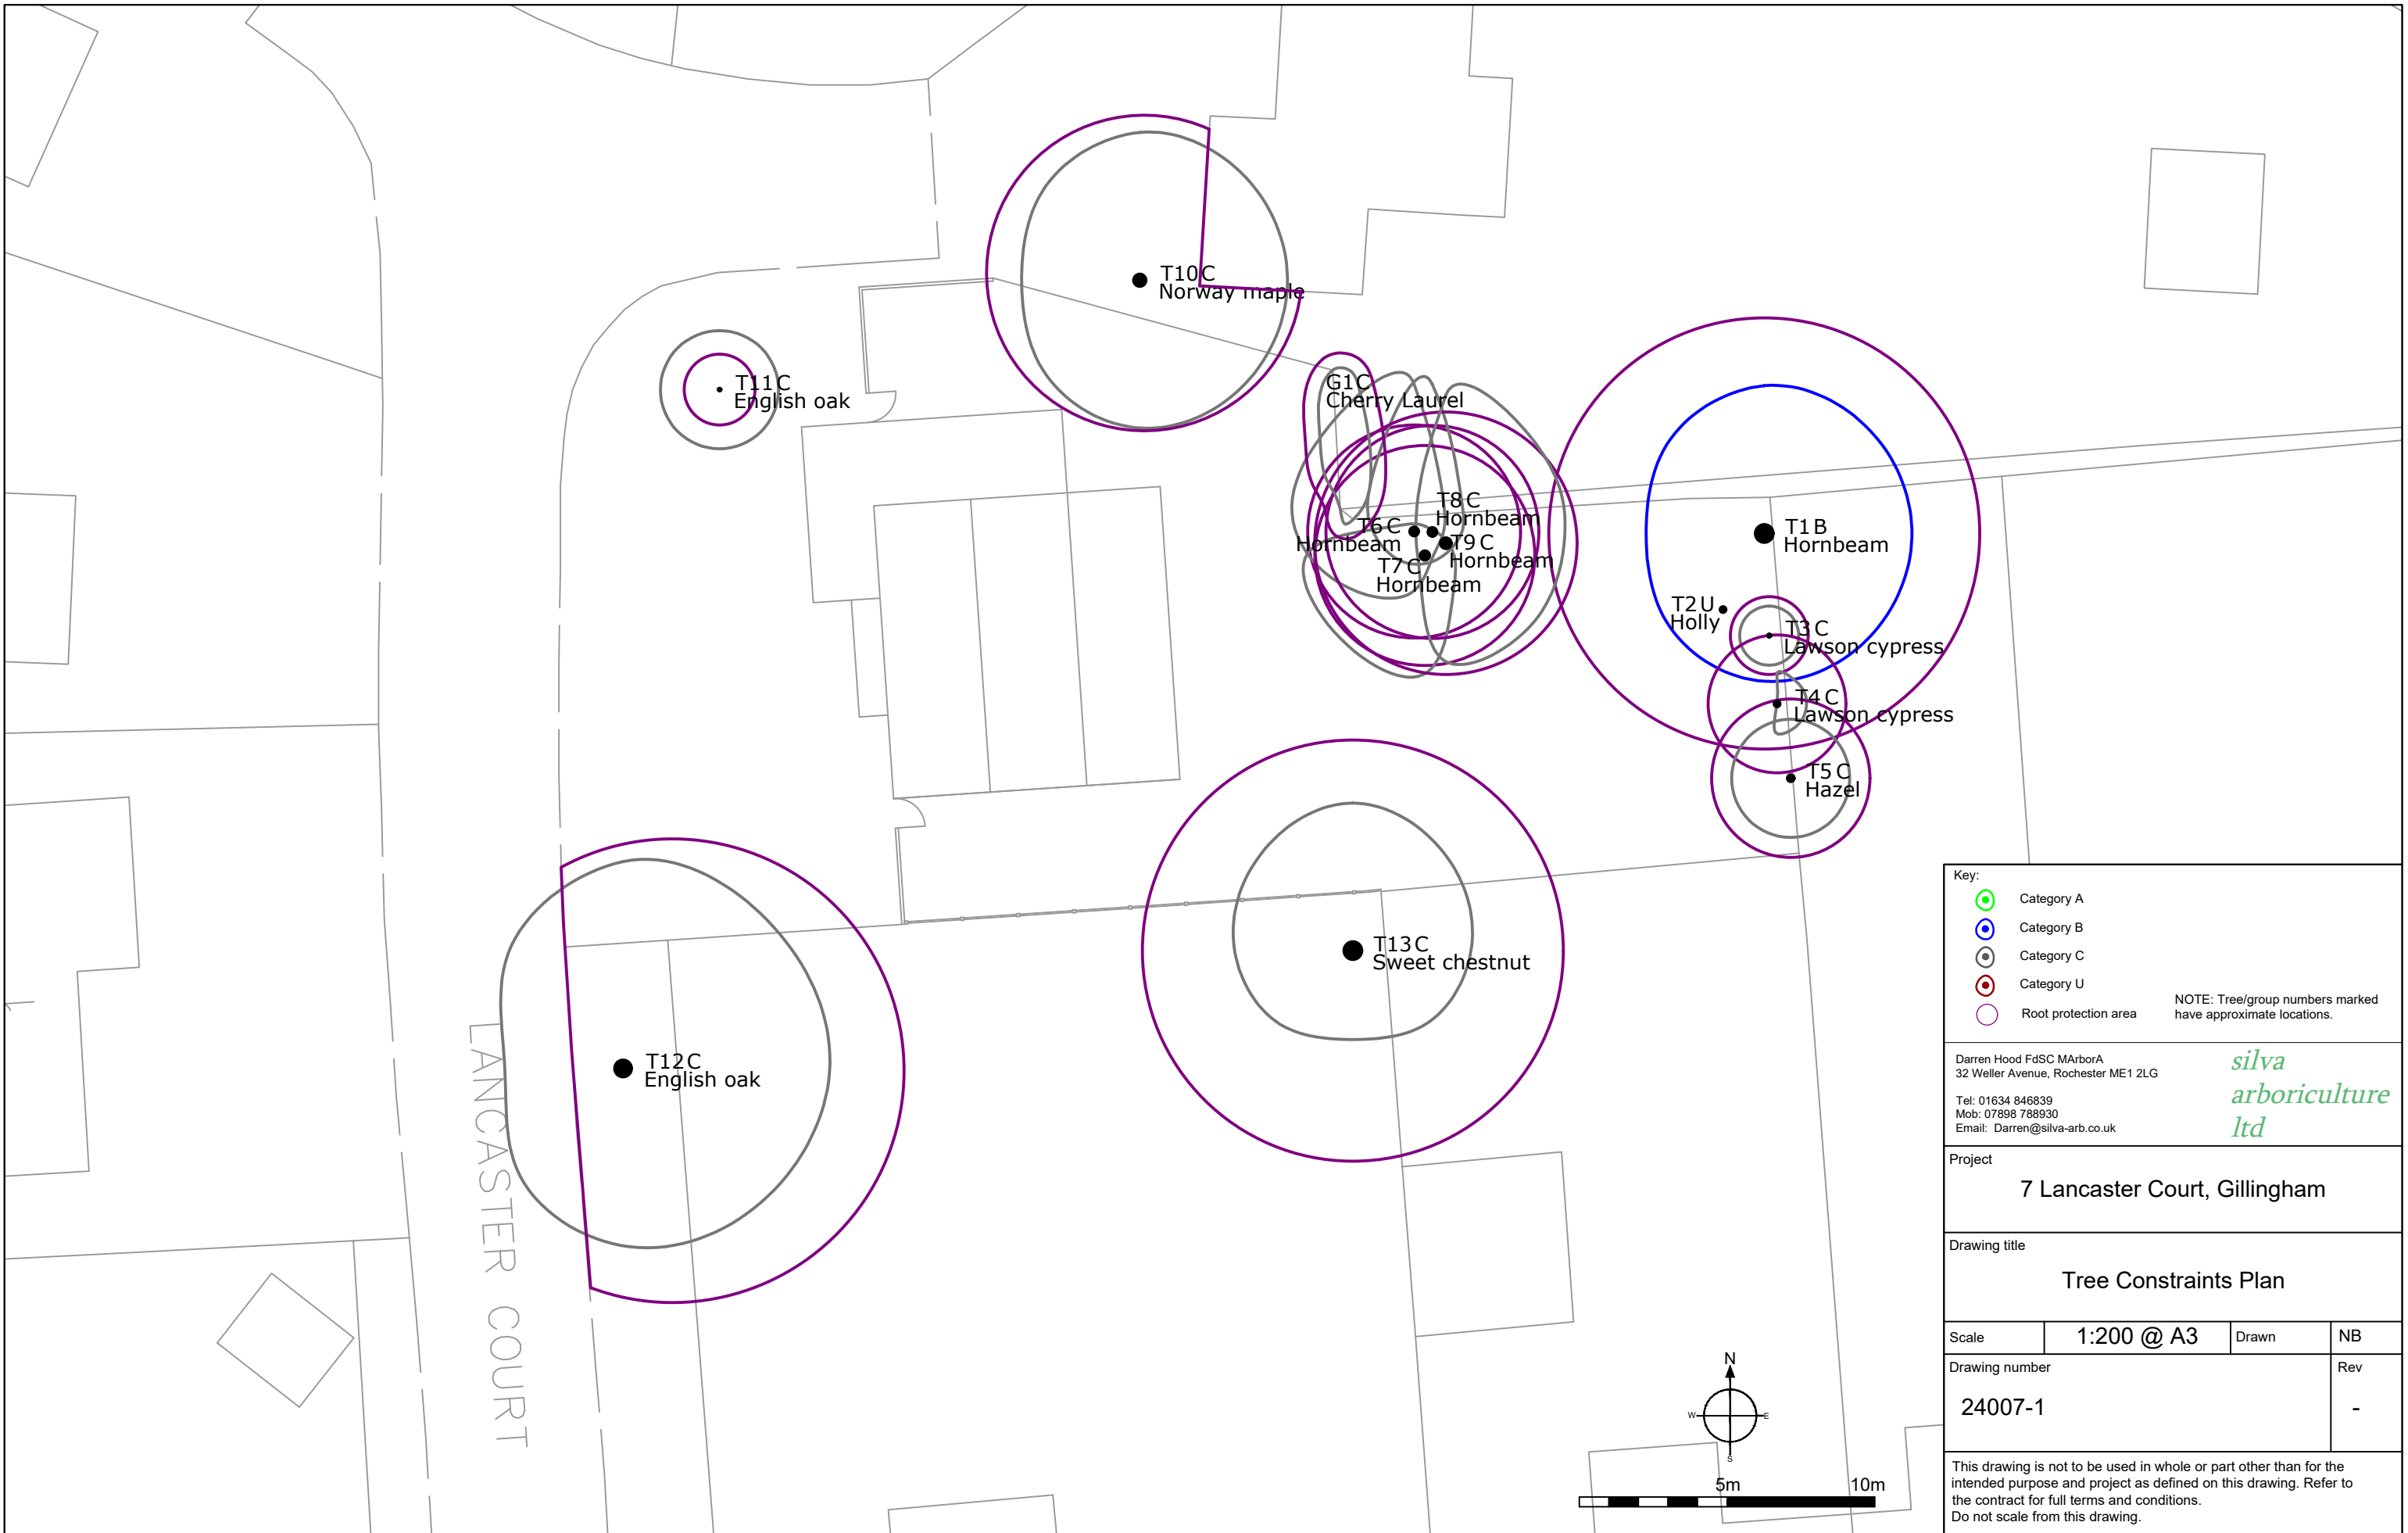 T10 C
Norway maple
T11 C
English oak
G1 C
Cherry Laurel
T8 C
Hornbeam
T6 C
Hornbeam
T9 C
Hornbeam
T7 C
Hornbeam
T1 B
Hornbeam
T2 U
Holly
T3 C
Lawson cypress
T4 C
Lawson cypress
T5 C
Hazel
T13 C
Sweet chestnut
T12 C
English oak
LANCASTER COURT
N
W
E
S
5m
10m
Key:
Category A
Category B
Category C
Category U
Root protection area
NOTE: Tree/group numbers marked
have approximate locations.
Darren Hood FdSC MArborA
32 Weller Avenue, Rochester ME1 2LG
Tel: 01634 846839
Mob: 07898 788930
Email: Darren@silva-arb.co.uk
silva
arboriculture
ltd
Project
7 Lancaster Court, Gillingham
Drawing title
Tree Constraints Plan
Scale
1:200 @ A3
Drawn
NB
Drawing number
Rev
24007-1
-
This drawing is not to be used in whole or part other than for the
intended purpose and project as defined on this drawing. Refer to
the contract for full terms and conditions.
Do not scale from this drawing.